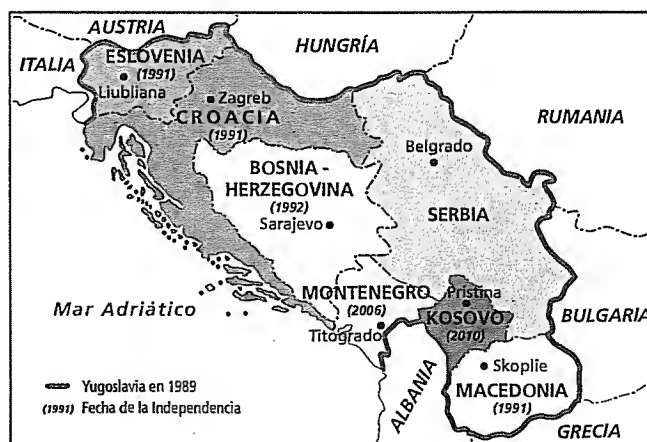 AUSTRIA
HUNGRÍA
ITALIA
ESLOVENIA
(1991)
Liubliana
Zagreb
CROACIA
(1991)
RUMANIA
Belgrado
BOSNIA -
HERZEGOVINA
(1992)
Sarajevo
SERBIA
Mar Adriático
MONTENEGRO
(2006)
Titogrado
Pristina
KOSOVO
(2010)
BULGARIA
Skoplie
MACEDONIA
(1991)
ALBANIA
GRECIA
Yugoslavia en 1989
(1991) Fecha de la Independencia